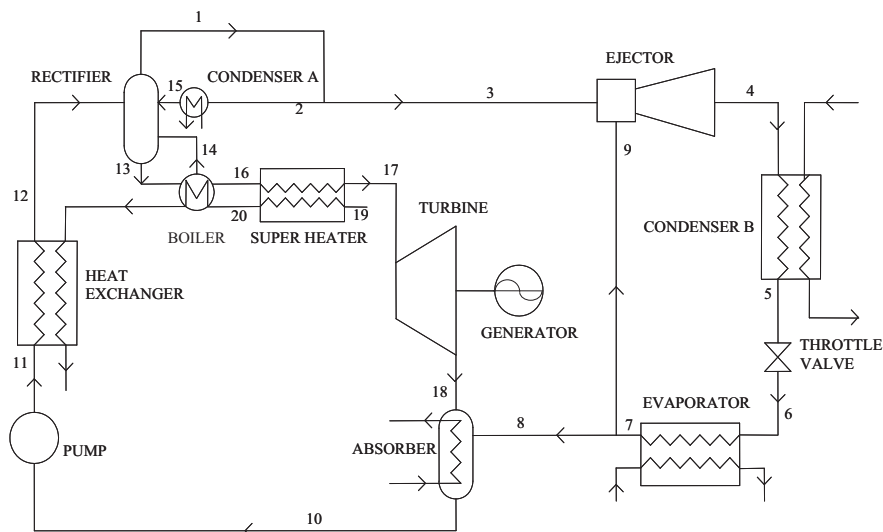 1
RECTIFIER
15
CONDENSER A
EJECTOR
2
3
4
14
9
13
16
17
12
20
19
TURBINE
BOILER
SUPER HEATER
CONDENSER B
HEAT
EXCHANGER
5
GENERATOR
THROTTLE
VALVE
11
18
EVAPORATOR
6
8
7
ABSORBER
PUMP
10